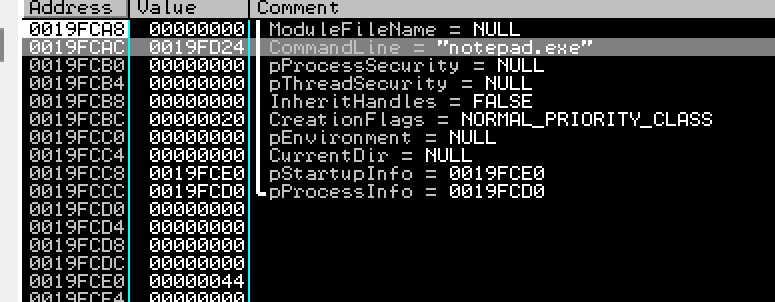 Address Value Comment
0019FCA8 00000000 ModuleFileName = NULL
0019FCAC 0019FD24 CommandLine = "notepad.exe"
0019FCB0 00000000 pProcessSecurity = NULL
0019FCB4 00000000 pThreadSecurity = NULL
0019FCB8 00000000 InheritHandles = FALSE
0019FCBC 00000020 CreationFlags = NORMAL_PRIORITY_CLASS
0019FCC0 00000000 pEnvironment = NULL
0019FCC4 00000000 CurrentDir = NULL
0019FCC8 0019FCE0 pStartupInfo = 0019FCE0
0019FCCC 0019FCD0 pProcessInfo = 0019FCD0
0019FCD0 00000000
0019FCD4 00000000
0019FCD8 00000000
0019FCDC 00000000
0019FCE0 00000044
0019FCE4 00000000